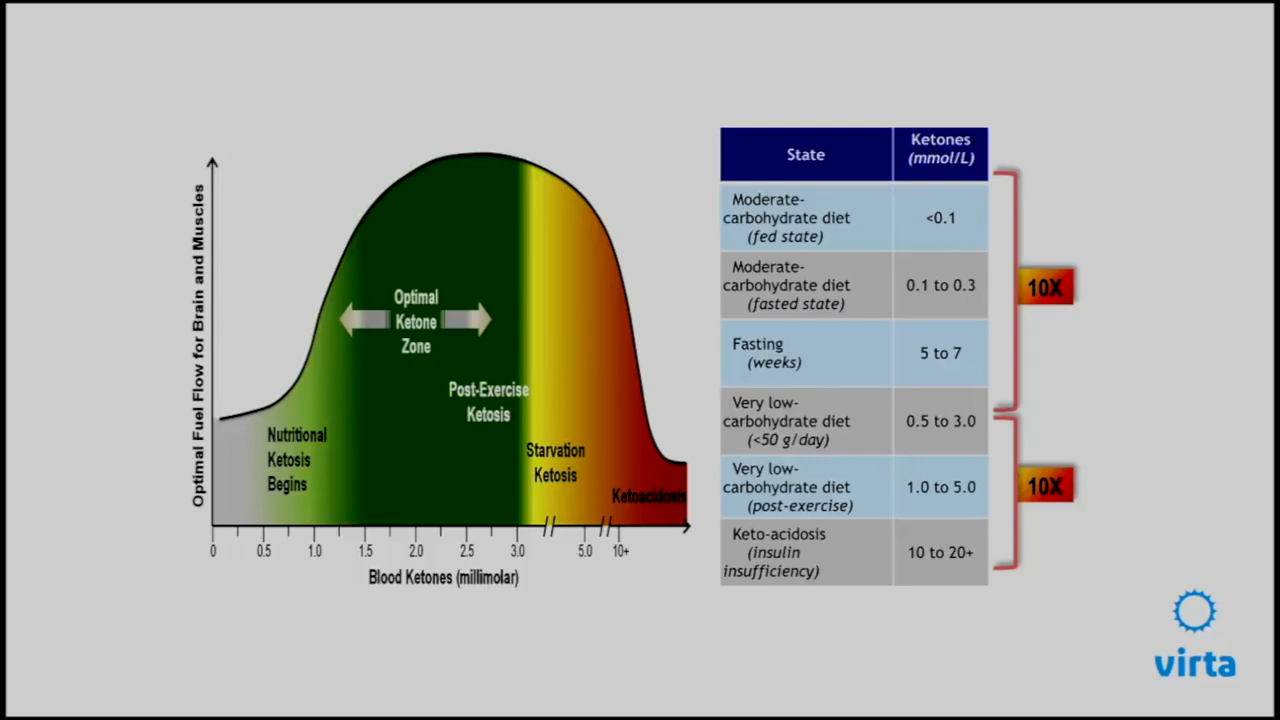 Optimal Fuel Flow for Brain and Muscles
Optimal
Ketone
Zone
Post-Exercise
Ketosis
Nutritional
Ketosis
Begins
Starvation
Ketosis
Ketoacidosis
0 0.5 1.0 1.5 2.0 2.5 3.0 5.0 10+
Blood Ketones (millimolar)
State
Ketones
(mmol/L)
Moderate-
carbohydrate diet
(fed state)
<0.1
Moderate-
carbohydrate diet
(fasted state)
0.1 to 0.3
Fasting
(weeks)
5 to 7
Very low-
carbohydrate diet
(<50 g/day)
0.5 to 3.0
Very low-
carbohydrate diet
(post-exercise)
1.0 to 5.0
Keto-acidosis
(insulin
insufficiency)
10 to 20+
10X
10X
virta